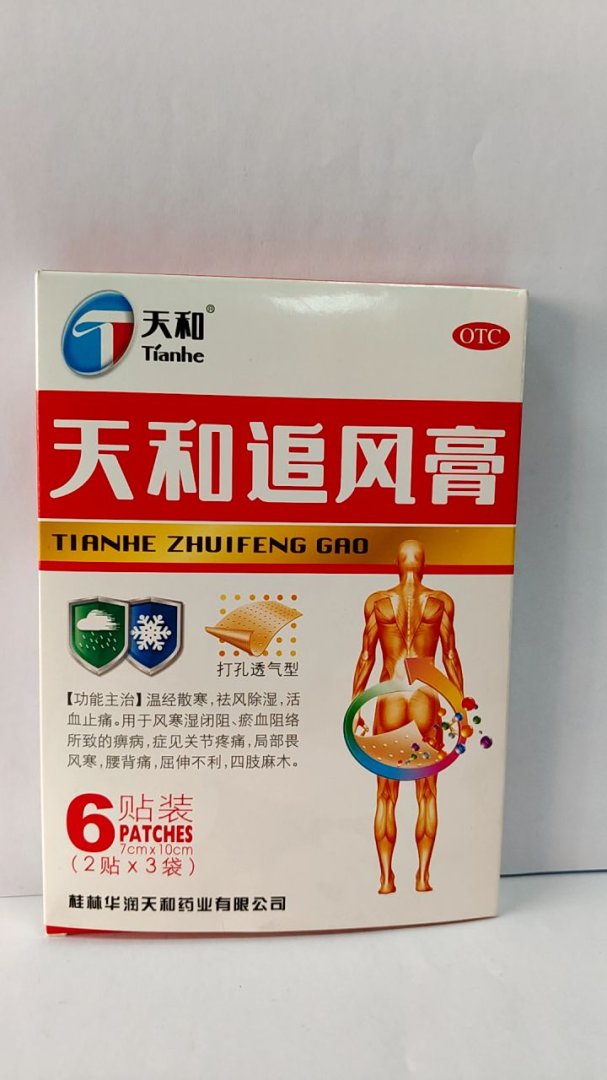 天和®
Tianhe
OTC
天和追风膏
TIANHE ZHUIFENG GAO
打孔透气型
【功能主治】温经散寒,祛风除湿,活
血止痛。用于风寒湿闭阻、瘀血阻络
所致的痹病,症见关节疼痛,局部畏
风寒,腰背痛,屈伸不利,四肢麻木。
6贴装
PATCHES
7cmx10cm
(2贴x3袋)
桂林华润天和药业有限公司